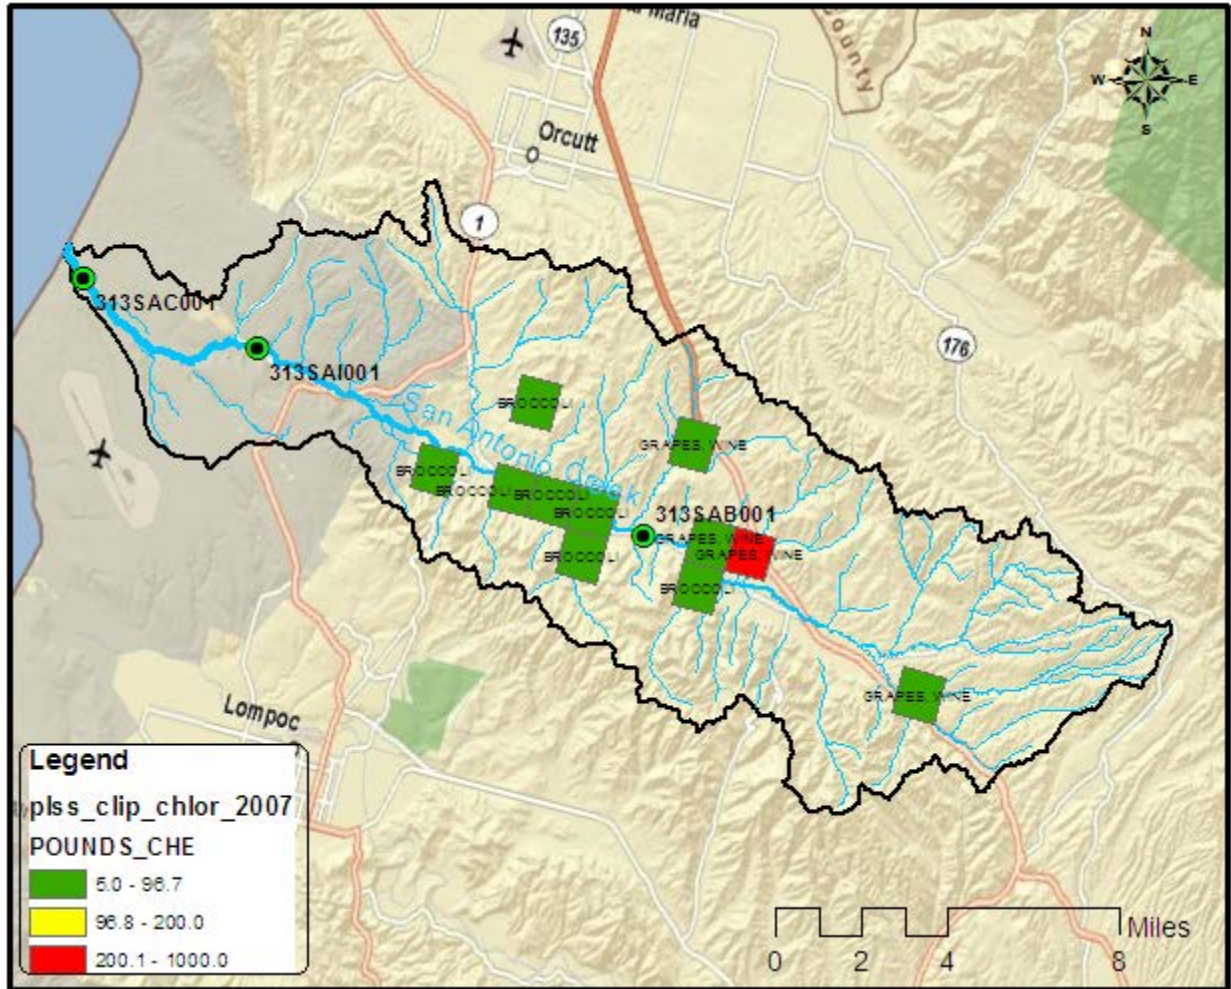 Maria
County
135
N
W E
S
Orcutt
1
313SAC001
176
313SAI001
BROCCOLI
San Antonio Creek
GRAPES, WINE
BROCCOLI
BROCCOLI
BROCCOLI
BROCCOLI
313SAB001
GRAPES, WINE
GRAPES, WINE
BROCCOLI
BROCCOLI
GRAPES, WINE
Lompoc
Legend
plss_clip_chlor_2007
POUNDS_CHE
5.0 - 96.7
96.8 - 200.0
200.1 - 1000.0
Miles
0 2 4 8